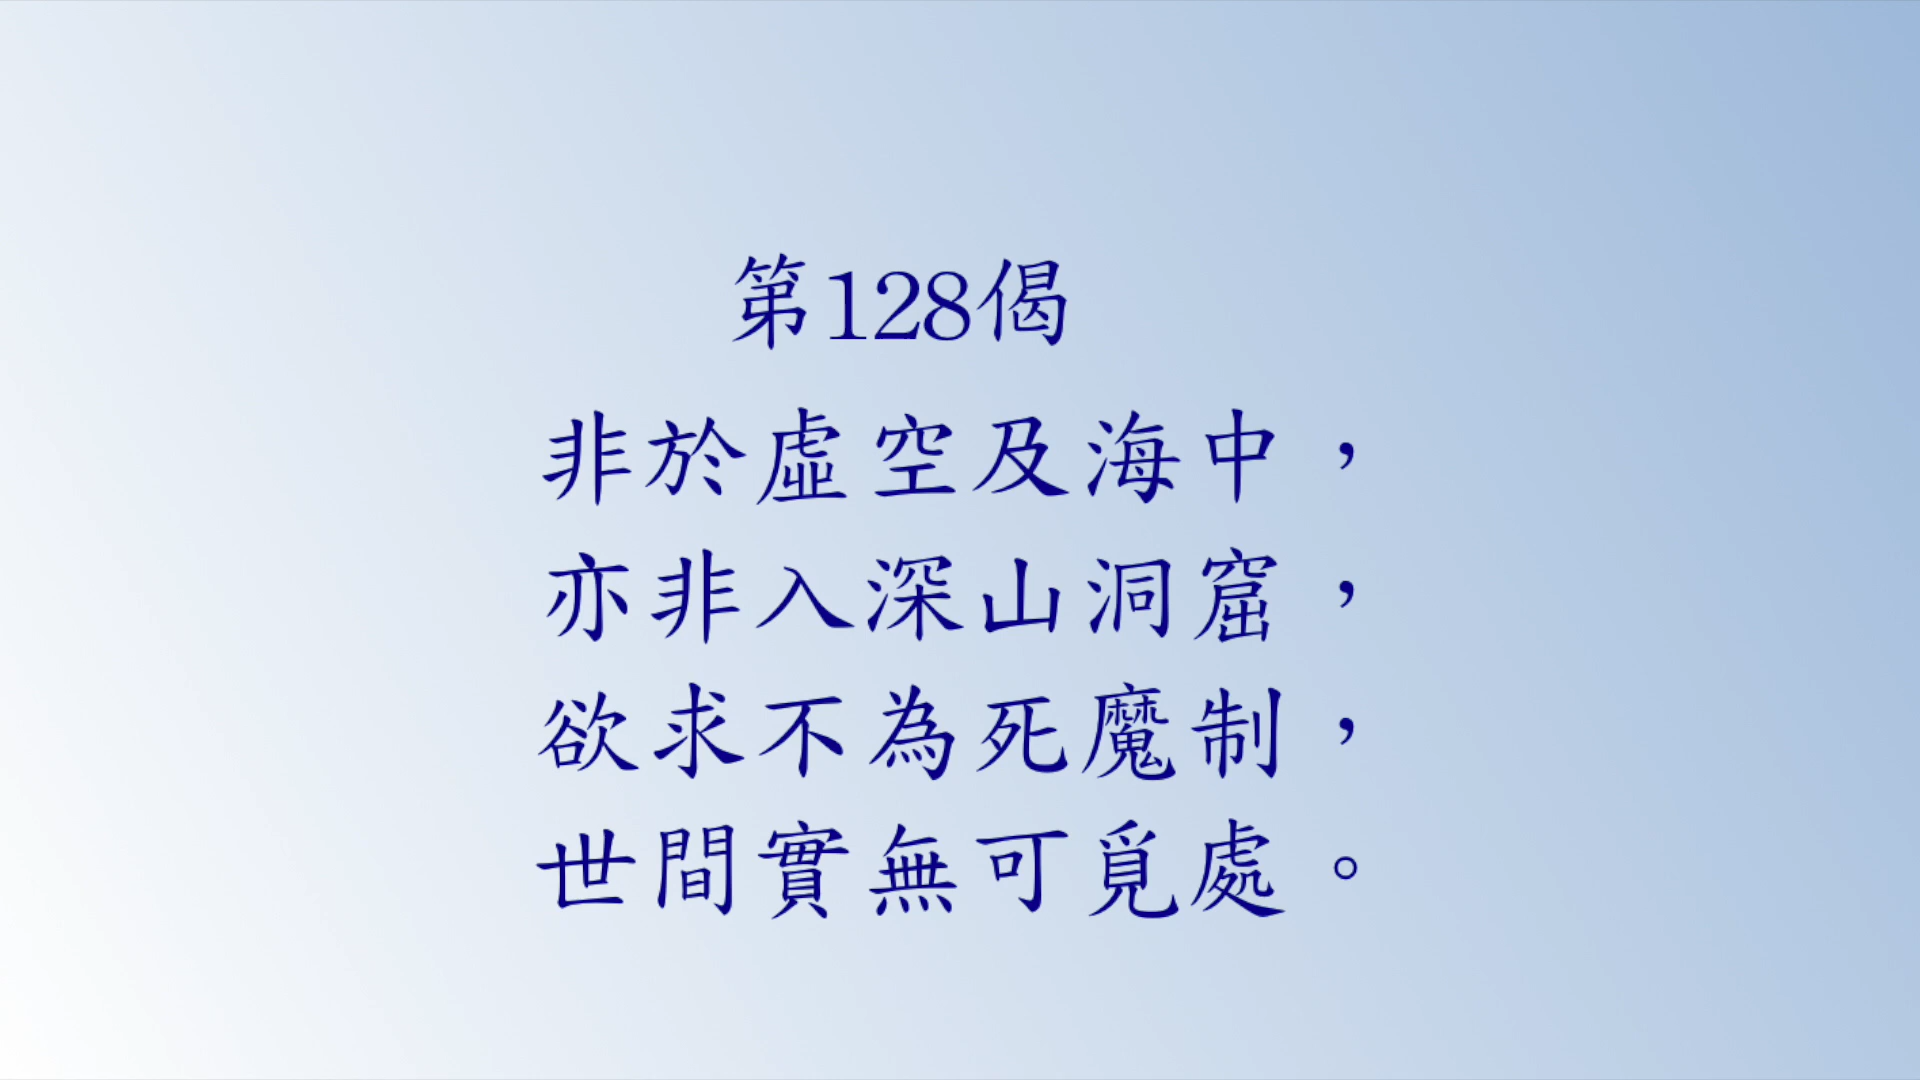 第128偈
非於虛空及海中，
亦非入深山洞窟，
欲求不為死魔制，
世間實無可覓處。